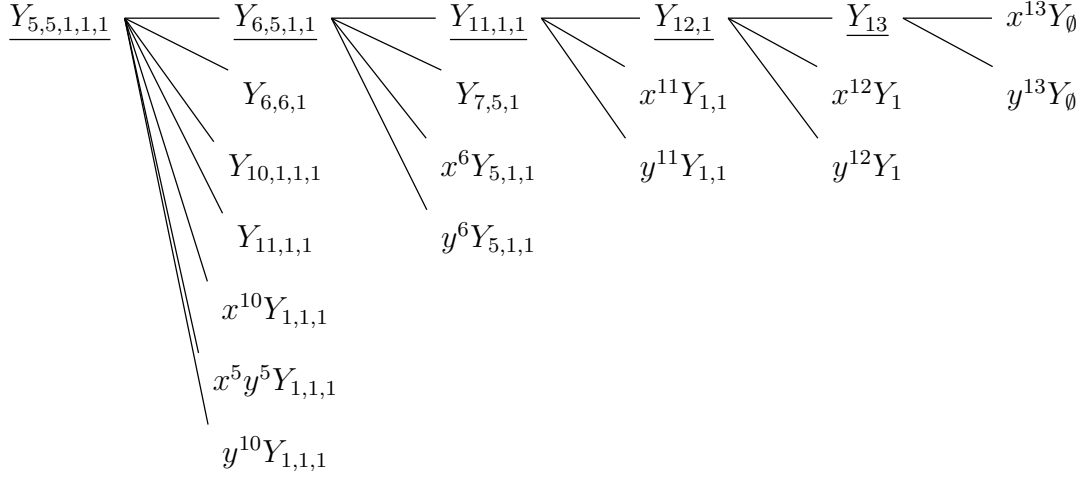 Y_{5,5,1,1,1} Y_{6,5,1,1} Y_{11,1,1} Y_{12,1} Y_{13} x^{13}Y_∅
Y_{6,6,1} Y_{7,5,1} x^{11}Y_{1,1} x^{12}Y_1 y^{13}Y_∅
Y_{10,1,1,1} x^6Y_{5,1,1} y^{11}Y_{1,1} y^{12}Y_1
Y_{11,1,1} y^6Y_{5,1,1}
x^{10}Y_{1,1,1}
x^5y^5Y_{1,1,1}
y^{10}Y_{1,1,1}